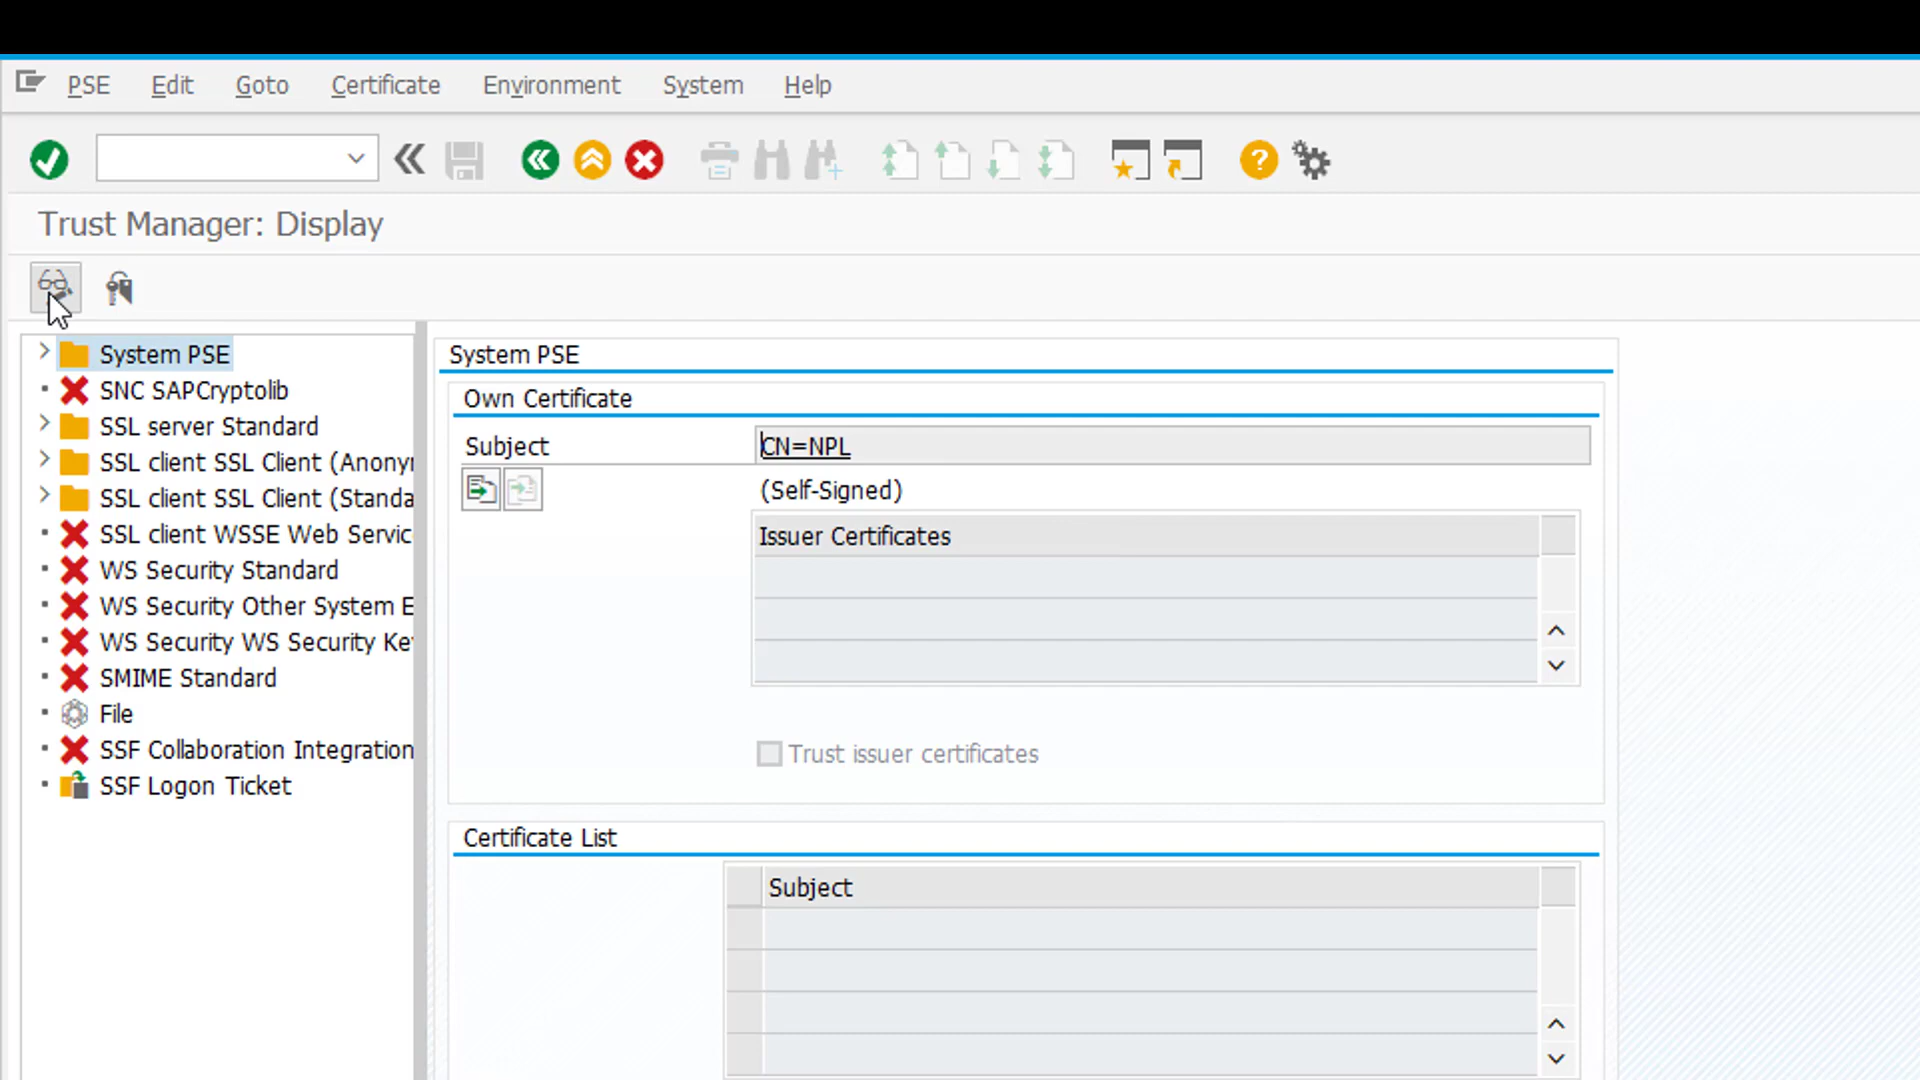 PSE Edit Goto Certificate Environment System Help
Trust Manager: Display
System PSE
SNC SAPCryptolib
SSL server Standard
SSL client SSL Client (Anony
SSL client SSL Client (Standa
SSL client WSSE Web Servic
WS Security Standard
WS Security Other System E
WS Security WS Security Key
SMIME Standard
File
SSF Collaboration Integration
SSF Logon Ticket
System PSE
Own Certificate
Subject CN=NPL
(Self-Signed)
Issuer Certificates
Trust issuer certificates
Certificate List
Subject